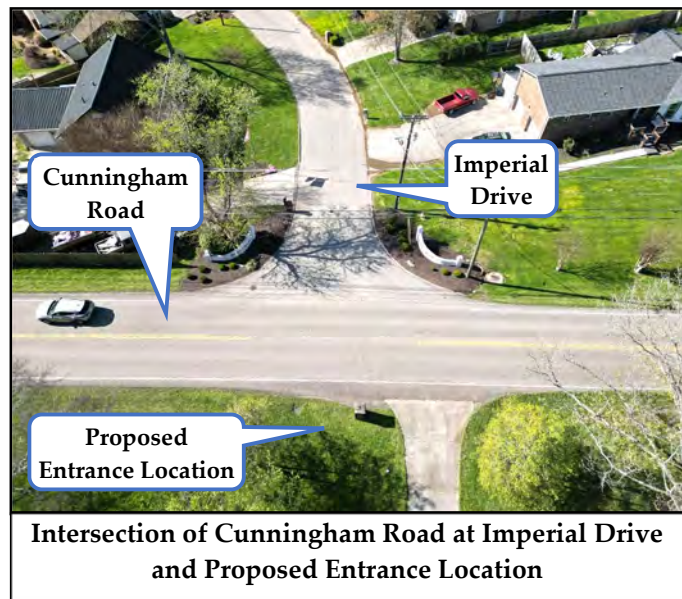 Cunningham
Road
Imperial
Drive
Proposed
Entrance Location
Intersection of Cunningham Road at Imperial Drive
and Proposed Entrance Location